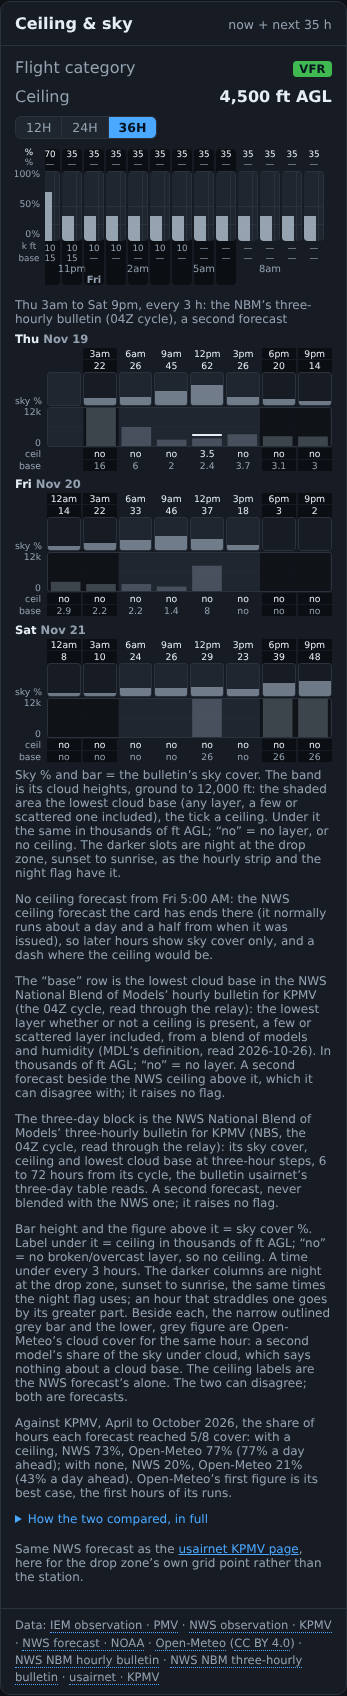 Ceiling & sky now + next 35 h
Flight category VFR
Ceiling 4,500 ft AGL
12H 24H 36H
% 70 35 35 35 35 35 35 35 35 35 35 35 35
% — — — — — — — — — — — — —
100%
50%
0%
k ft 10 10 10 10 10 10 10 — — — — — —
base 15 15 — — — — — — — — — — —
11pm 2am 5am 8am
Fri
Thu 3am to Sat 9pm, every 3 h: the NBM’s three-
hourly bulletin (04Z cycle), a second forecast
Thu Nov 19
3am 6am 9am 12pm 3pm 6pm 9pm
22 26 45 62 26 20 14
sky %
12k
0
ceil no no no 3.5 no no no
base 16 6 2 2.4 3.7 3.1 3
Fri Nov 20
12am 3am 6am 9am 12pm 3pm 6pm 9pm
14 22 33 46 37 18 3 2
sky %
12k
0
ceil no no no no no no no no
base 2.9 2.2 2.2 1.4 8 no no no
Sat Nov 21
12am 3am 6am 9am 12pm 3pm 6pm 9pm
8 10 24 26 29 23 39 48
sky %
12k
0
ceil no no no no no no no no
base no no no no 26 no 26 26
Sky % and bar = the bulletin’s sky cover. The band
is its cloud heights, ground to 12,000 ft: the shaded
area the lowest cloud base (any layer, a few or
scattered one included), the tick a ceiling. Under it
the same in thousands of ft AGL; “no” = no layer, or
no ceiling. The darker slots are night at the drop
zone, sunset to sunrise, as the hourly strip and the
night flag have it.
No ceiling forecast from Fri 5:00 AM: the NWS
ceiling forecast the card has ends there (it normally
runs about a day and a half from when it was
issued), so later hours show sky cover only, and a
dash where the ceiling would be.
The “base” row is the lowest cloud base in the NWS
National Blend of Models’ hourly bulletin for KPMV
(the 04Z cycle, read through the relay): the lowest
layer whether or not a ceiling is present, a few or
scattered layer included, from a blend of models
and humidity (MDL’s definition, read 2026-10-26). In
thousands of ft AGL; “no” = no layer. A second
forecast beside the NWS ceiling above it, which it
can disagree with; it raises no flag.
The three-day block is the NWS National Blend of
Models’ three-hourly bulletin for KPMV (NBS, the
04Z cycle, read through the relay): its sky cover,
ceiling and lowest cloud base at three-hour steps, 6
to 72 hours from its cycle, the bulletin usairnet’s
three-day table reads. A second forecast, never
blended with the NWS one; it raises no flag.
Bar height and the figure above it = sky cover %.
Label under it = ceiling in thousands of ft AGL; “no”
= no broken/overcast layer, so no ceiling. A time
under every 3 hours. The darker columns are night
at the drop zone, sunset to sunrise, the same times
the night flag uses; an hour that straddles one goes
by its greater part. Beside each, the narrow outlined
grey bar and the lower, grey figure are Open-
Meteo’s cloud cover for the same hour: a second
model’s share of the sky under cloud, which says
nothing about a cloud base. The ceiling labels are
the NWS forecast’s alone. The two can disagree;
both are forecasts.
Against KPMV, April to October 2026, the share of
hours each forecast reached 5/8 cover: with a
ceiling, NWS 73%, Open-Meteo 77% (77% a day
ahead); with none, NWS 20%, Open-Meteo 21%
(43% a day ahead). Open-Meteo’s first figure is its
best case, the first hours of its runs.
▶ How the two compared, in full
Same NWS forecast as the usairnet KPMV page,
here for the drop zone’s own grid point rather than
the station.
Data: IEM observation · PMV · NWS observation · KPMV
· NWS forecast · NOAA · Open-Meteo (CC BY 4.0) ·
NWS NBM hourly bulletin · NWS NBM three-hourly
bulletin · usairnet · KPMV